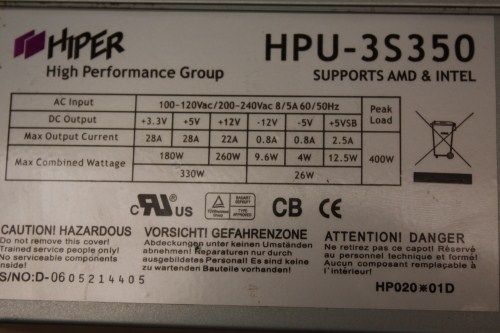 HIPER
High Performance Group
HPU-3S350
SUPPORTS AMD & INTEL
AC Input 100-120Vac/200-240Vac 8/5A 60/50Hz Peak Load
DC Output +3.3V +5V +12V -12V -5V +5VSB
Max Output Current 28A 28A 22A 0.8A 0.8A 2.5A
Max Combined Wattage 180W 260W 9.6W 4W 12.5W 400W
330W 26W
c UL US
CB CE
CAUTION! HAZARDOUS
Do not remove this cover!
Trained service people only!
No serviceable components
inside!
S/NO:D-0605214405
VORSICHT! GEFAHRENZONE
Abdeckungen unter keinen Umständen
abnehmen! Reparaturen nur durch
ausgebildetes Personal! Es sind keine
zu wartenden Bauteile vorhanden!
ATTENTION! DANGER
Ne retirez pas ce capot! Réservé au
personnel technique et formé!
Aucun composant remplaçable à
l'intérieur!
HP020*01D